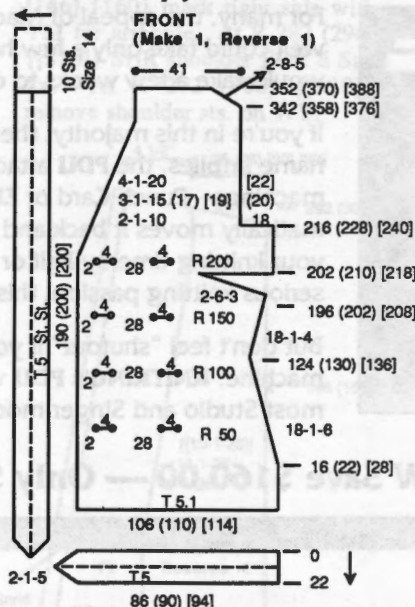 FRONT
(Make 1, Reverse 1)
10 Sts
Size 14
41
2-8-5
352 (370) [388]
342 (358) [376]
4-1-20
3-1-15 (17) [19]
2-1-10
[22]
(20)
18
216 (228) [240]
4
4
R 200
2
28
202 (210) [218]
2-6-3
196 (202) [208]
190 (200) [200]
T 5, St. St.
4
4
R 150
2
28
18-1-4
4
4
R 100
2
28
124 (130) [136]
4
4
R 50
2
28
18-1-6
16 (22) [28]
T 5.1
106 (110) [114]
2-1-5
T 5
0
22
86 (90) [94]